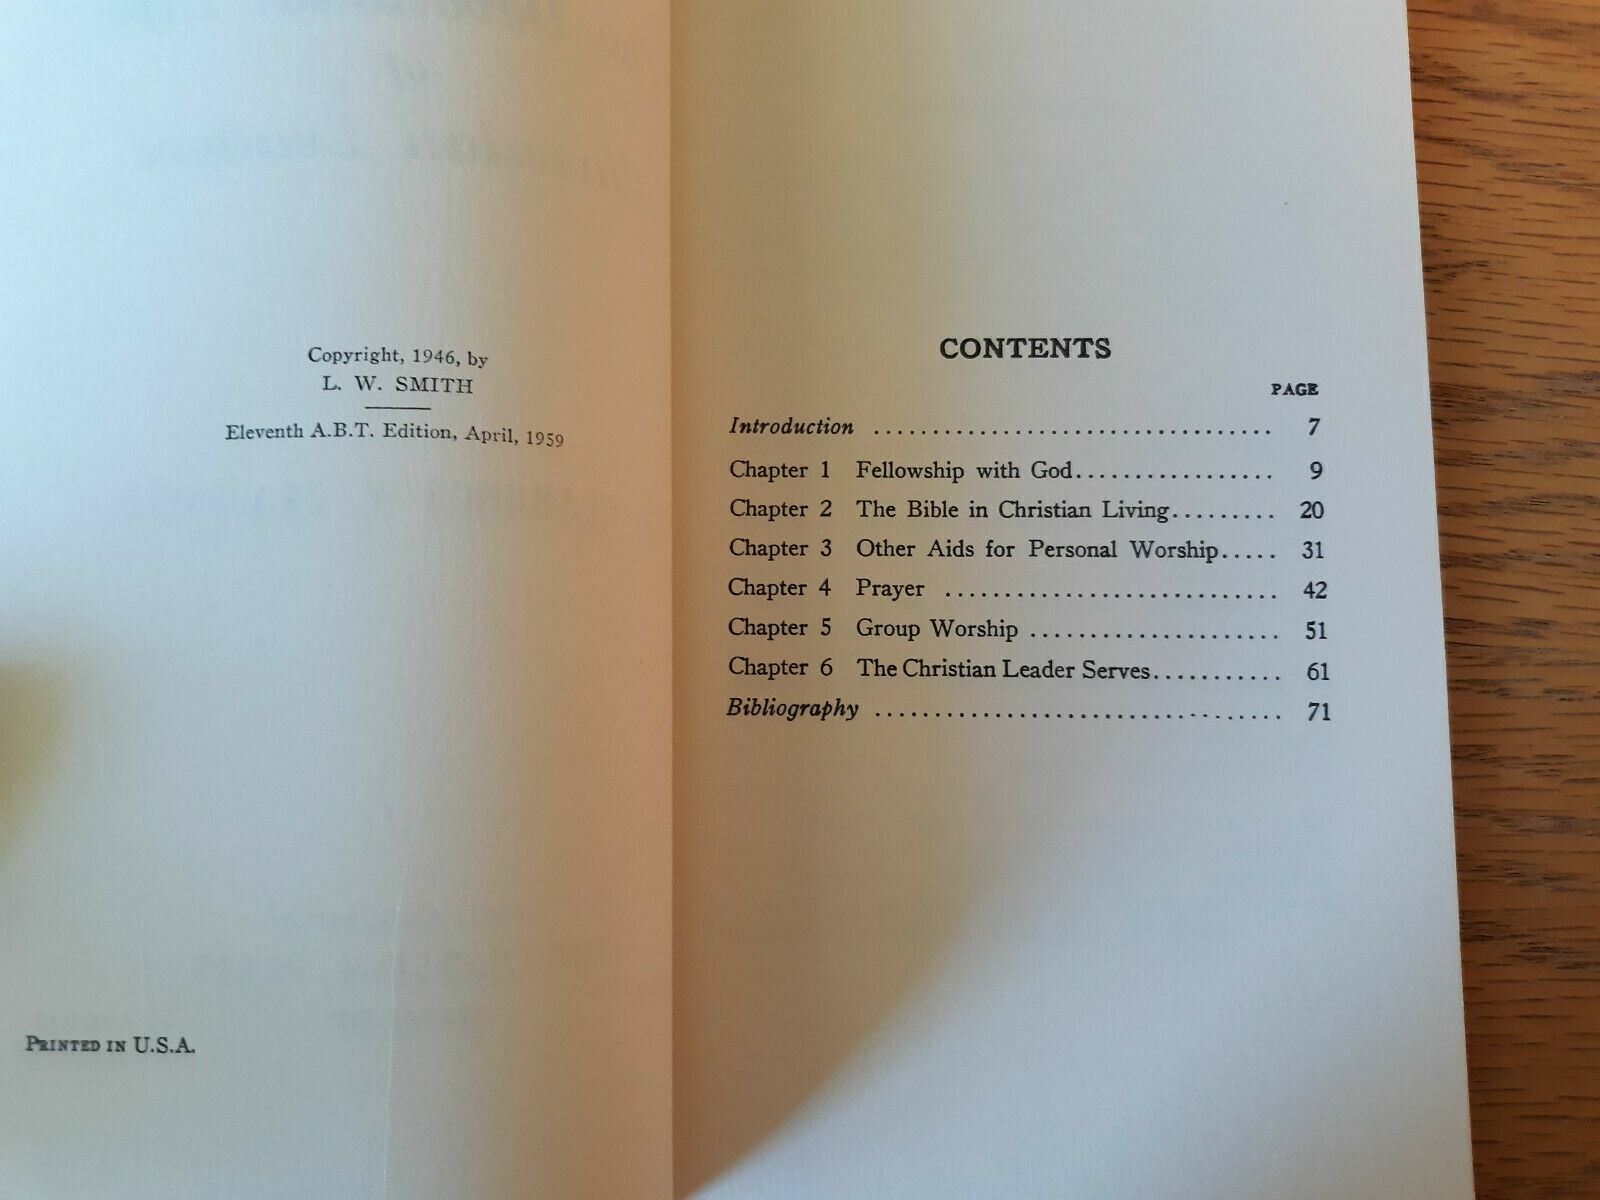 Copyright, 1946, by
L. W. SMITH
Eleventh A.B.T. Edition, April, 1959
PRINTED IN U.S.A.
CONTENTS
PAGE
Introduction .................................. 7
Chapter 1 Fellowship with God................. 9
Chapter 2 The Bible in Christian Living......... 20
Chapter 3 Other Aids for Personal Worship..... 31
Chapter 4 Prayer ............................ 42
Chapter 5 Group Worship ..................... 51
Chapter 6 The Christian Leader Serves........... 61
Bibliography .................................. 71